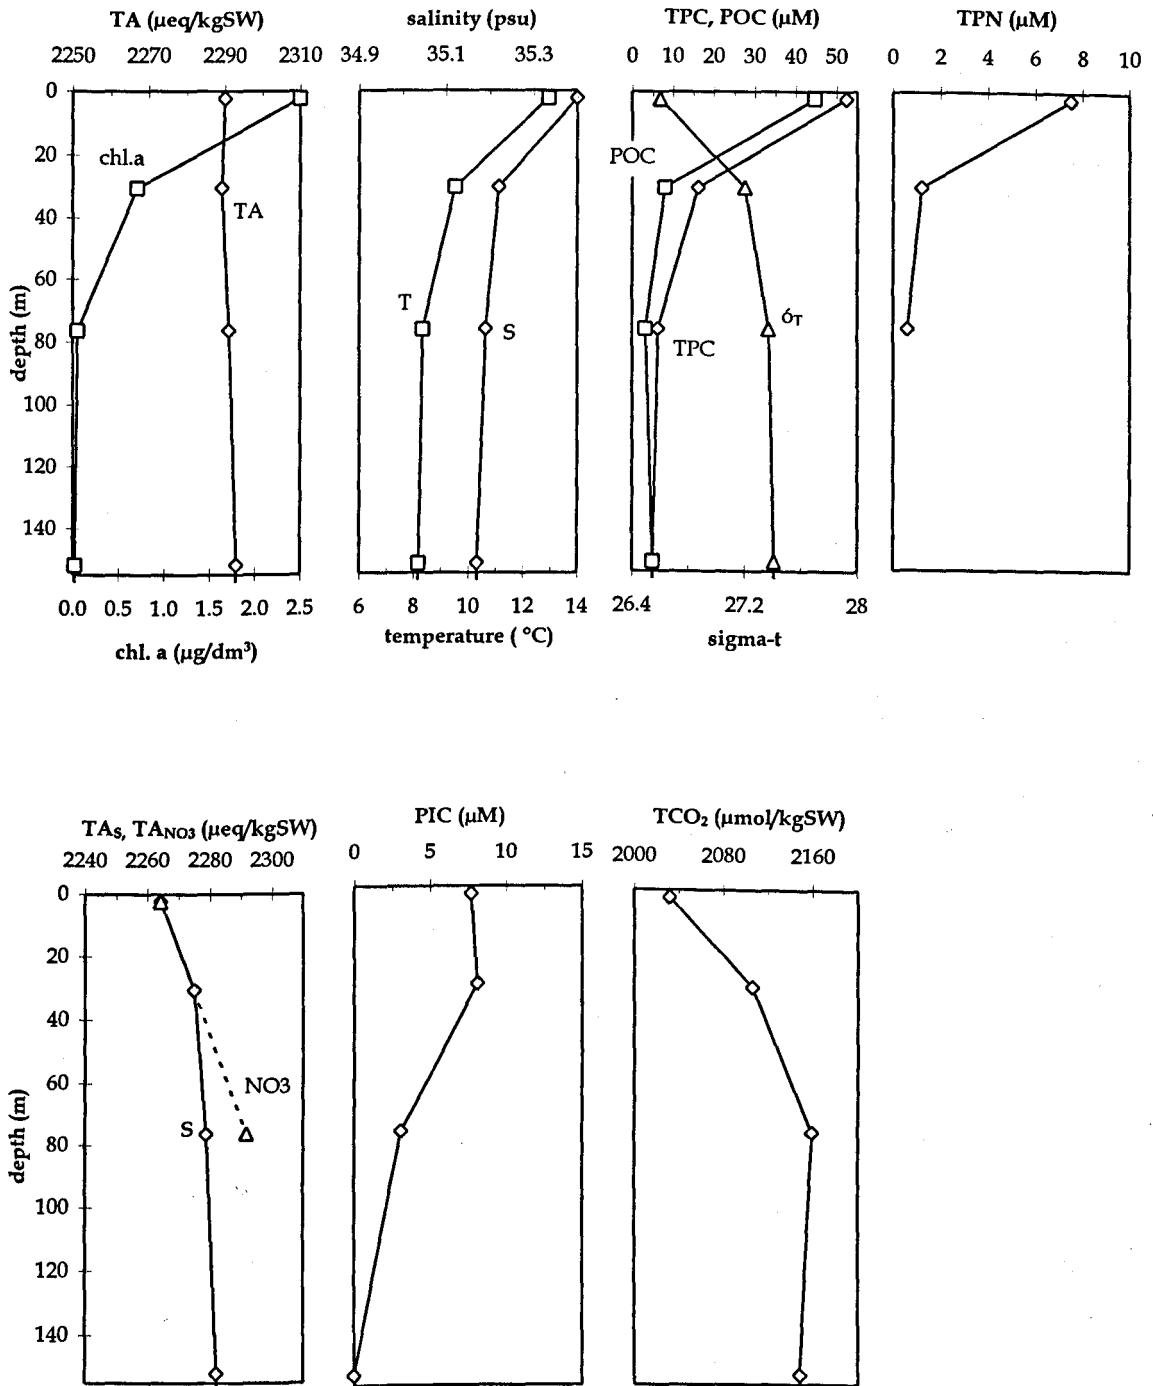 TA (μeq/kgSW)
2250 2270 2290 2310
salinity (psu)
34.9 35.1 35.3
TPC, POC (μM)
0 10 20 30 40 50
TPN (μM)
0 2 4 6 8 10
0
20
40
60
80
100
120
140
depth (m)
chl.a
TA
T
S
POC
TPC
σT
0.0 0.5 1.0 1.5 2.0 2.5
chl. a (μg/dm³)
6 8 10 12 14
temperature ( °C)
26.4 27.2 28
sigma-t
TAS, TANO3 (μeq/kgSW)
2240 2260 2280 2300
PIC (μM)
0 5 10 15
TCO₂ (μmol/kgSW)
2000 2080 2160
0
20
40
60
80
100
120
140
depth (m)
NO3
S